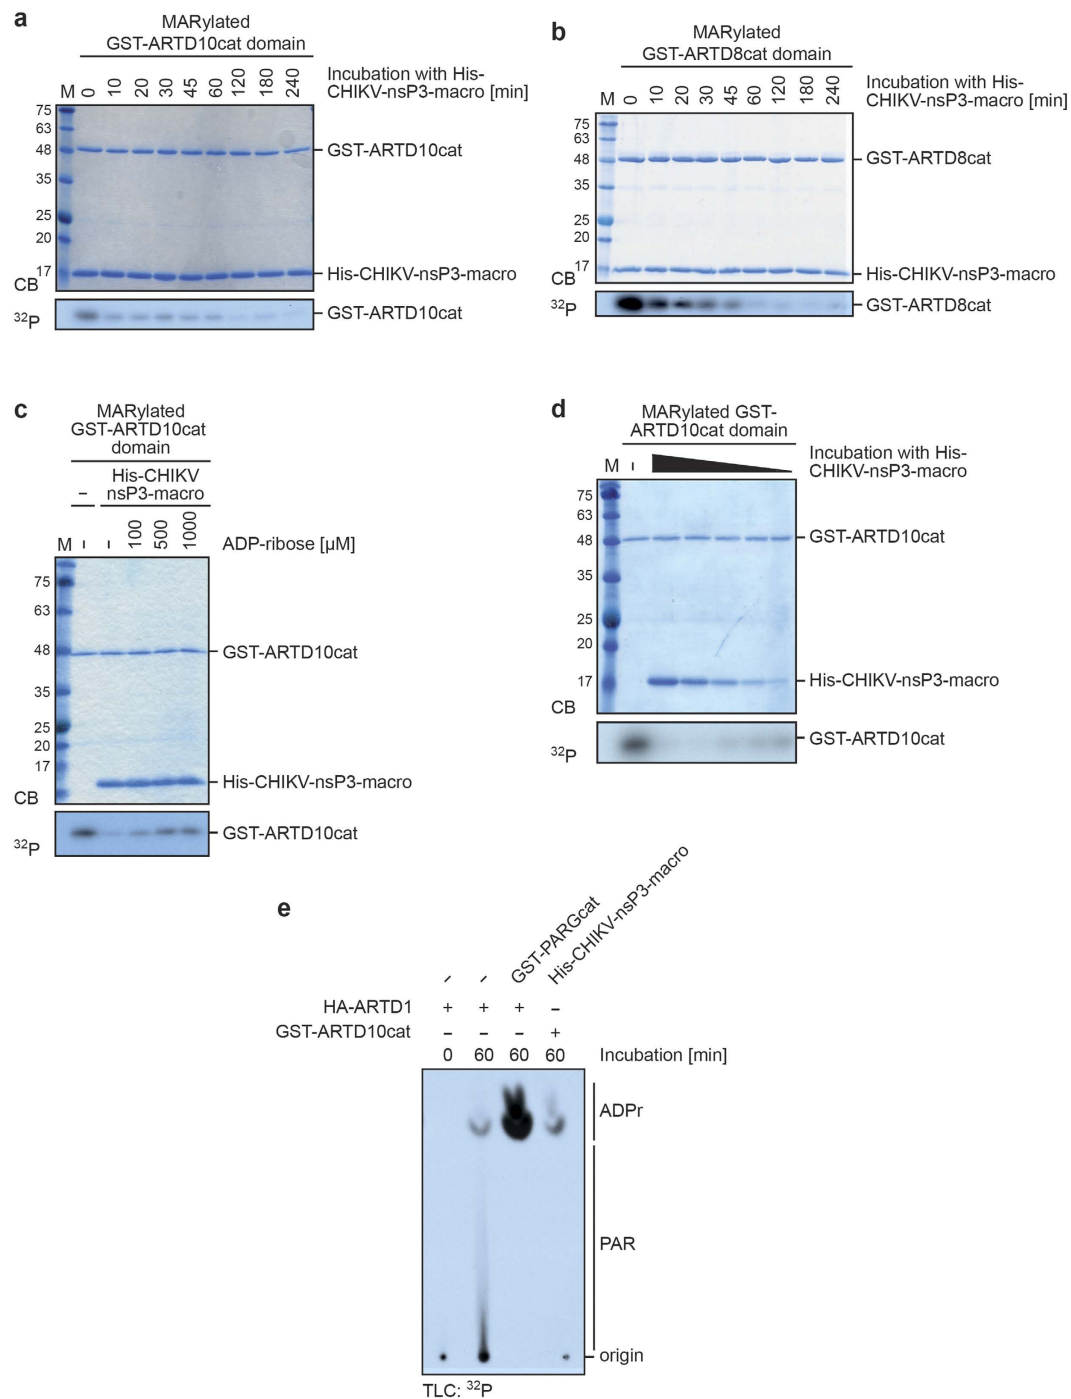 a
MARylated
GST-ARTD10cat domain
M 0 10 20 30 45 60 120 180 240
Incubation with His-
CHIKV-nsP3-macro [min]
75
63
48
35
25
20
17
CB
GST-ARTD10cat
His-CHIKV-nsP3-macro
32P
GST-ARTD10cat
b
MARylated
GST-ARTD8cat domain
M 0 10 20 30 45 60 120 180 240
Incubation with His-
CHIKV-nsP3-macro [min]
75
63
48
35
25
20
17
CB
GST-ARTD8cat
His-CHIKV-nsP3-macro
32P
GST-ARTD8cat
c
MARylated
GST-ARTD10cat
domain
His-CHIKV
– nsP3-macro
M – – 100 500 1000 ADP-ribose [µM]
75
63
48
35
25
20
17
CB
GST-ARTD10cat
His-CHIKV-nsP3-macro
32P
GST-ARTD10cat
d
MARylated GST-
ARTD10cat domain
M –
Incubation with His-
CHIKV-nsP3-macro
75
63
48
35
25
20
17
CB
GST-ARTD10cat
His-CHIKV-nsP3-macro
32P
GST-ARTD10cat
e
– – GST-PARGcat His-CHIKV-nsP3-macro
HA-ARTD1 + + + –
GST-ARTD10cat – – – +
0 60 60 60 Incubation [min]
ADPr
PAR
origin
TLC: 32P